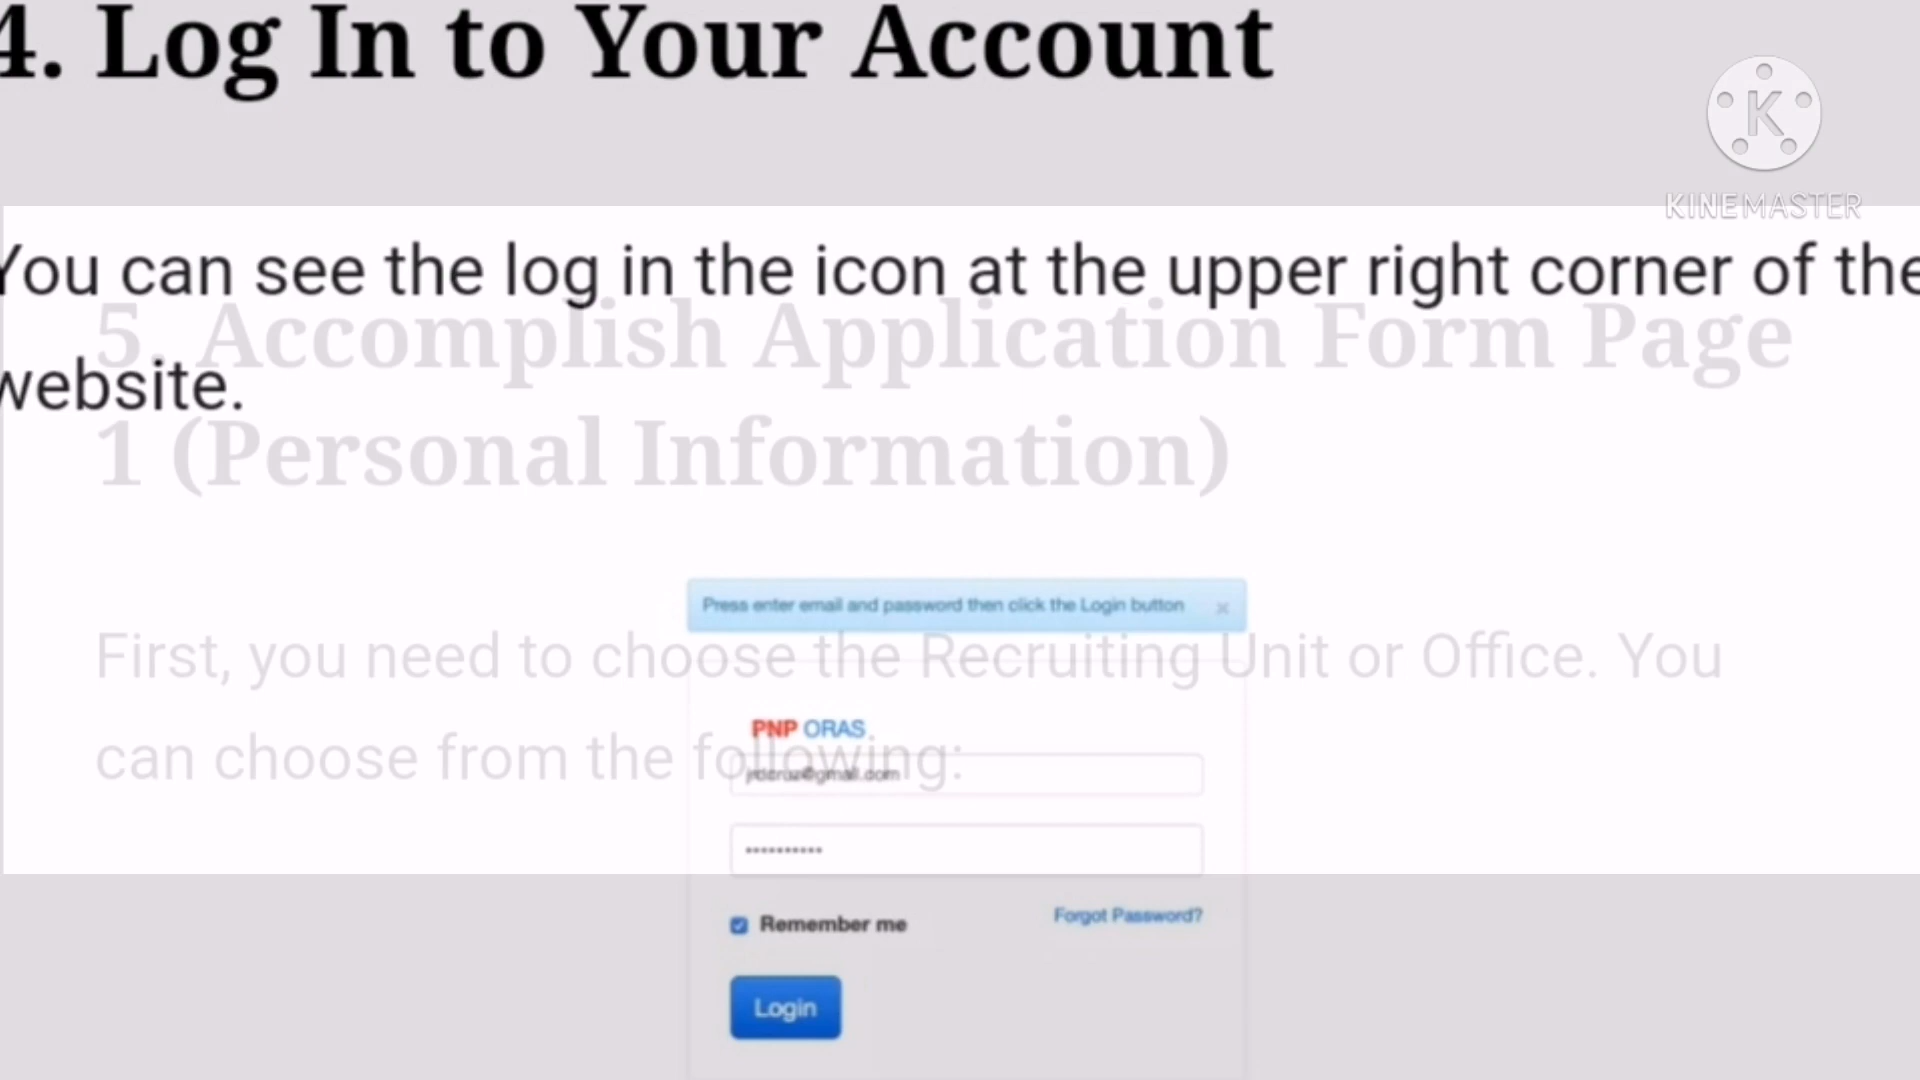 4. Log In to Your Account
K
KINEMASTER
You can see the log in the icon at the upper right corner of the
website.
5. Accomplish Application Form Page
1 (Personal Information)
Press enter email and password then click the Login button ×
First, you need to choose the Recruiting Unit or Office. You
PNP ORAS
can choose from the following:
jrdcruz@gmail.com
••••••••••
Remember me
Forgot Password?
Login